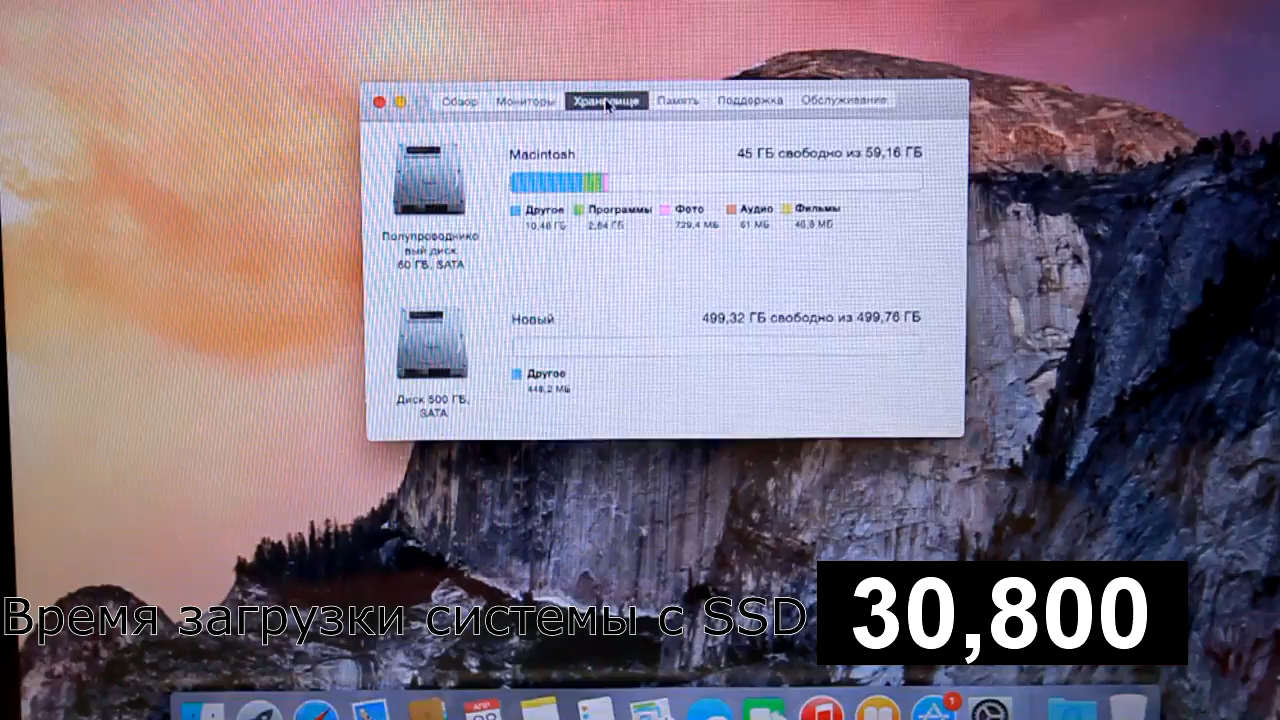 Обзор Мониторы Хранилище Память Поддержка Обслуживание
Macintosh 45 ГБ свободно из 59,16 ГБ
Другое Программы Фото Аудио Фильмы
10,48 ГБ 2,64 ГБ 729,4 МБ 61 МБ 46,8 МБ
Полупроводнико
вый диск
60 ГБ, SATA
Новый 499,32 ГБ свободно из 499,76 ГБ
Другое
448,2 МБ
Диск 500 ГБ,
SATA
Время загрузки системы с SSD 30,800
АПР
1